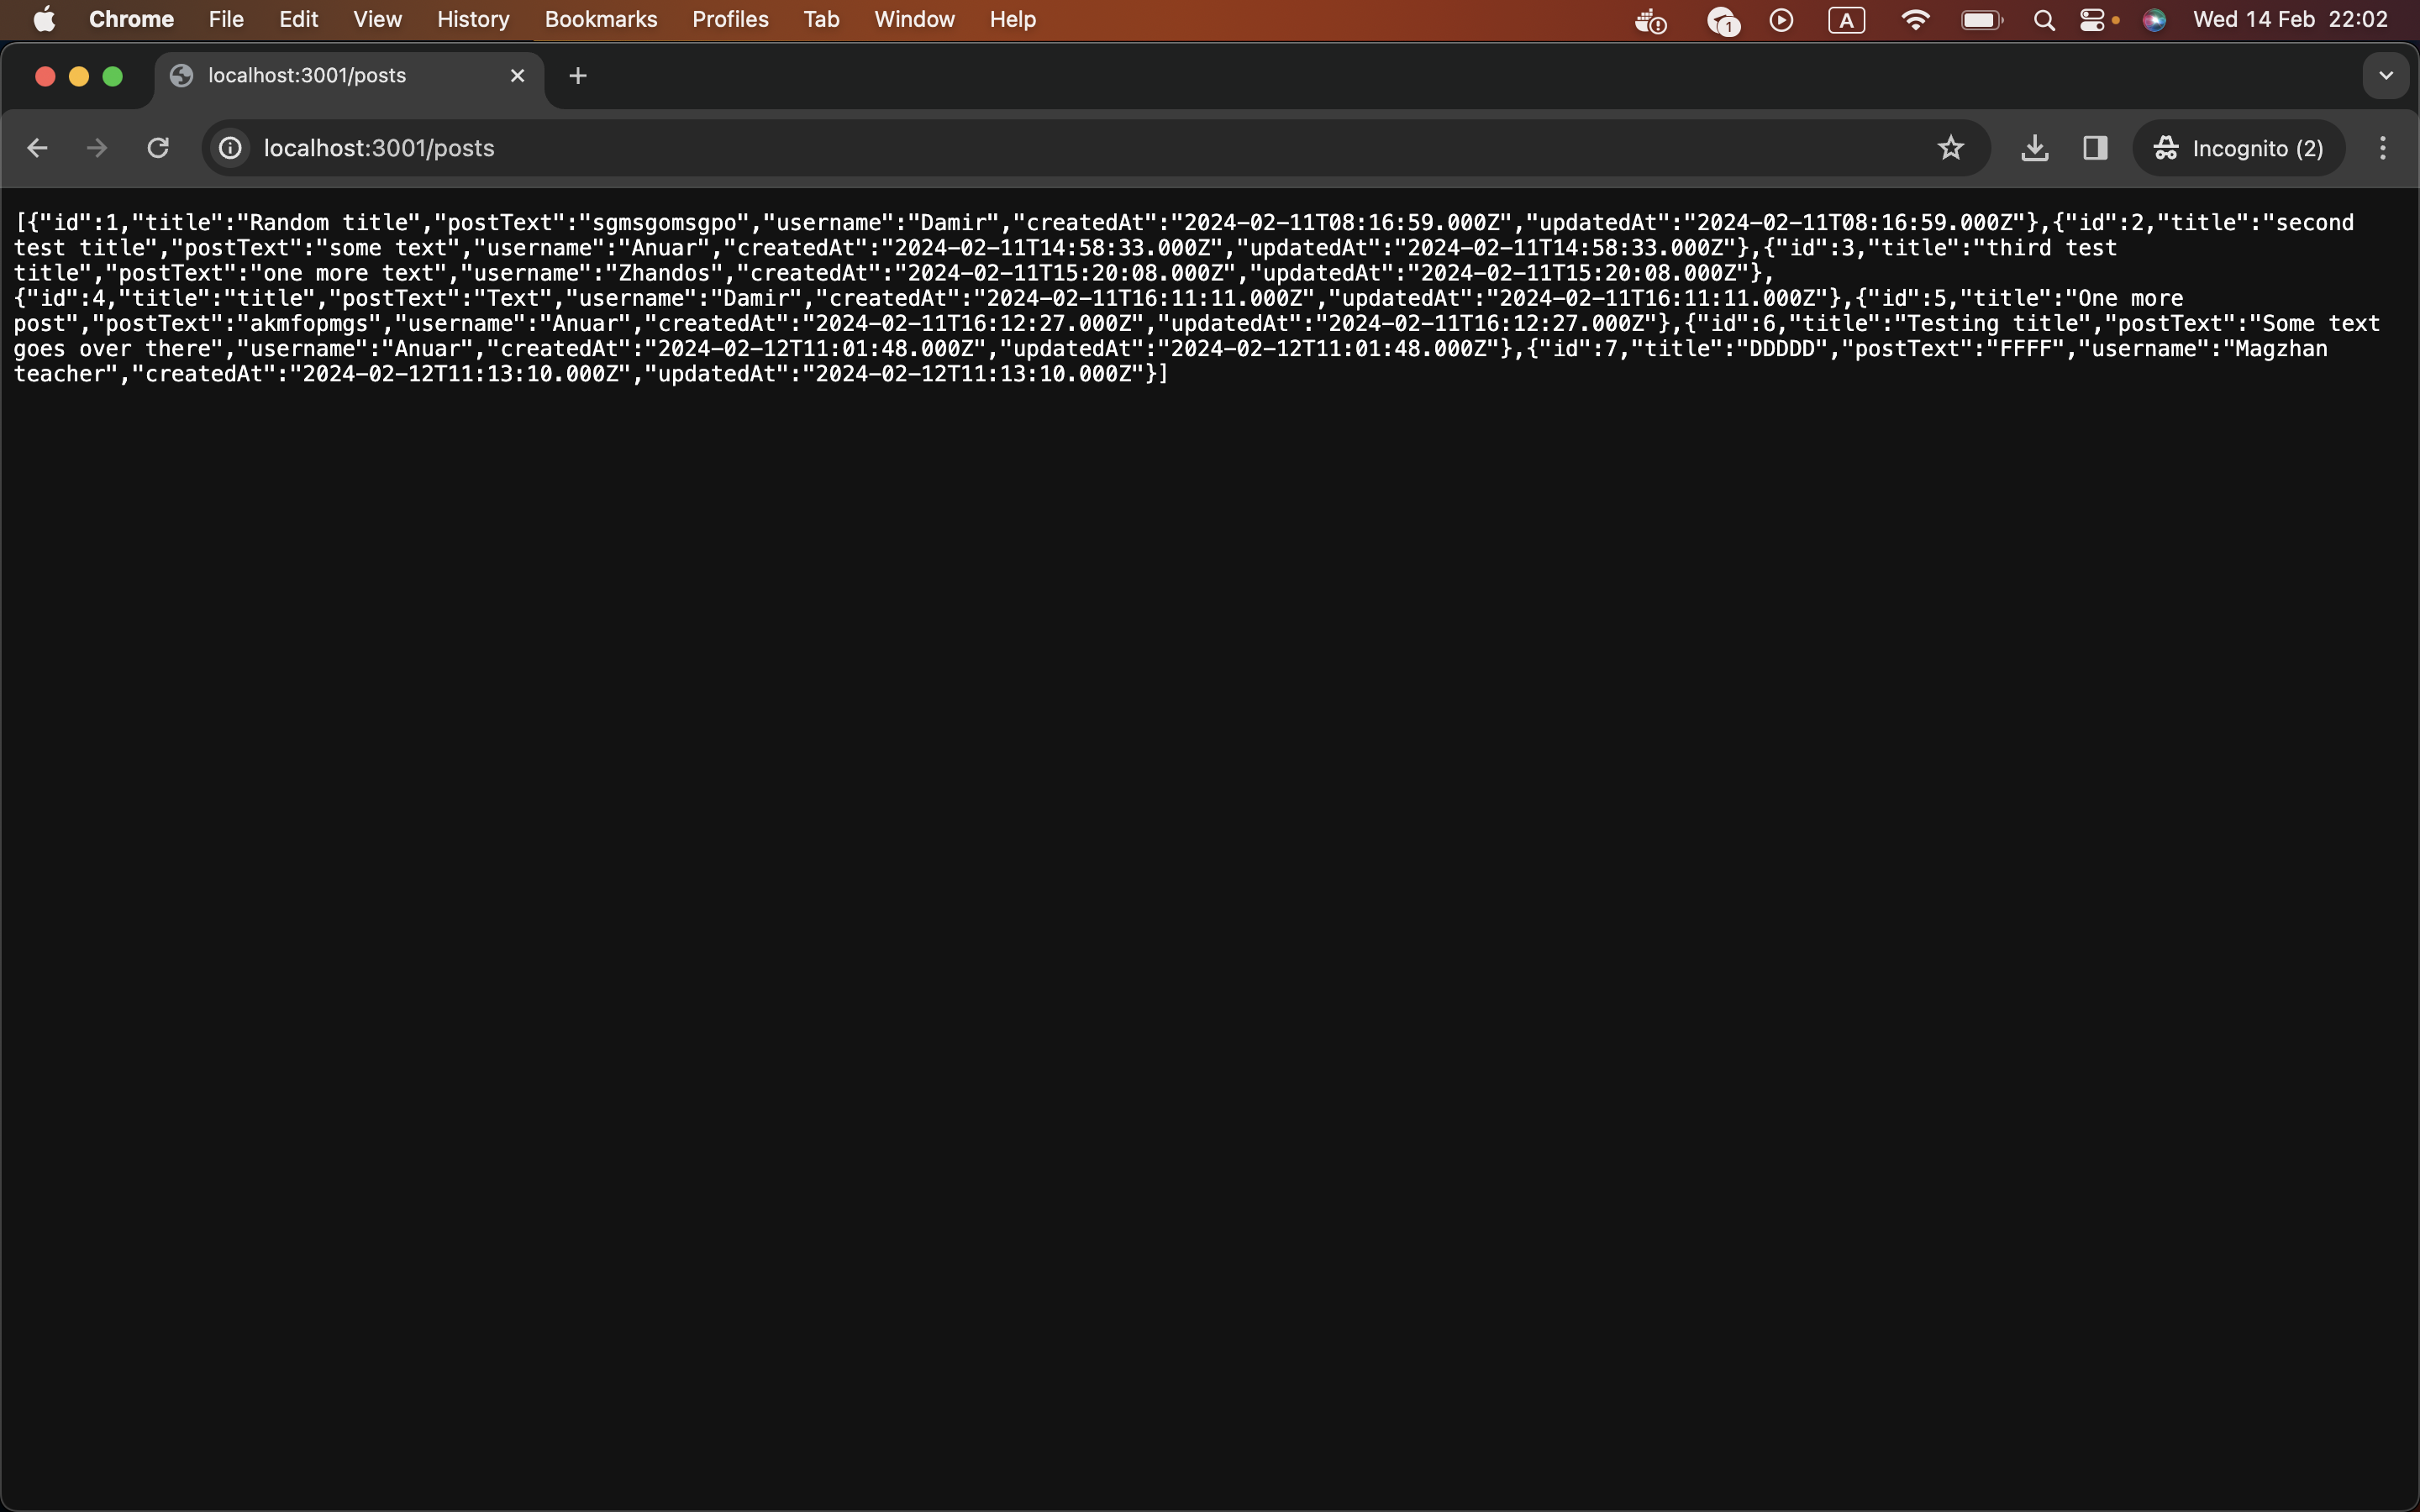 Chrome File Edit View History Bookmarks Profiles Tab Window Help 1 A Wed 14 Feb 22:02
localhost:3001/posts
localhost:3001/posts Incognito (2)
[{"id":1,"title":"Random title","postText":"sgmsgomsgpo","username":"Damir","createdAt":"2024-02-11T08:16:59.000Z","updatedAt":"2024-02-11T08:16:59.000Z"},{"id":2,"title":"second
test title","postText":"some text","username":"Anuar","createdAt":"2024-02-11T14:58:33.000Z","updatedAt":"2024-02-11T14:58:33.000Z"},{"id":3,"title":"third test
title","postText":"one more text","username":"Zhandos","createdAt":"2024-02-11T15:20:08.000Z","updatedAt":"2024-02-11T15:20:08.000Z"},
{"id":4,"title":"title","postText":"Text","username":"Damir","createdAt":"2024-02-11T16:11:11.000Z","updatedAt":"2024-02-11T16:11:11.000Z"},{"id":5,"title":"One more
post","postText":"akmfopmgs","username":"Anuar","createdAt":"2024-02-11T16:12:27.000Z","updatedAt":"2024-02-11T16:12:27.000Z"},{"id":6,"title":"Testing title","postText":"Some text
goes over there","username":"Anuar","createdAt":"2024-02-12T11:01:48.000Z","updatedAt":"2024-02-12T11:01:48.000Z"},{"id":7,"title":"DDDDD","postText":"FFFF","username":"Magzhan
teacher","createdAt":"2024-02-12T11:13:10.000Z","updatedAt":"2024-02-12T11:13:10.000Z"}]